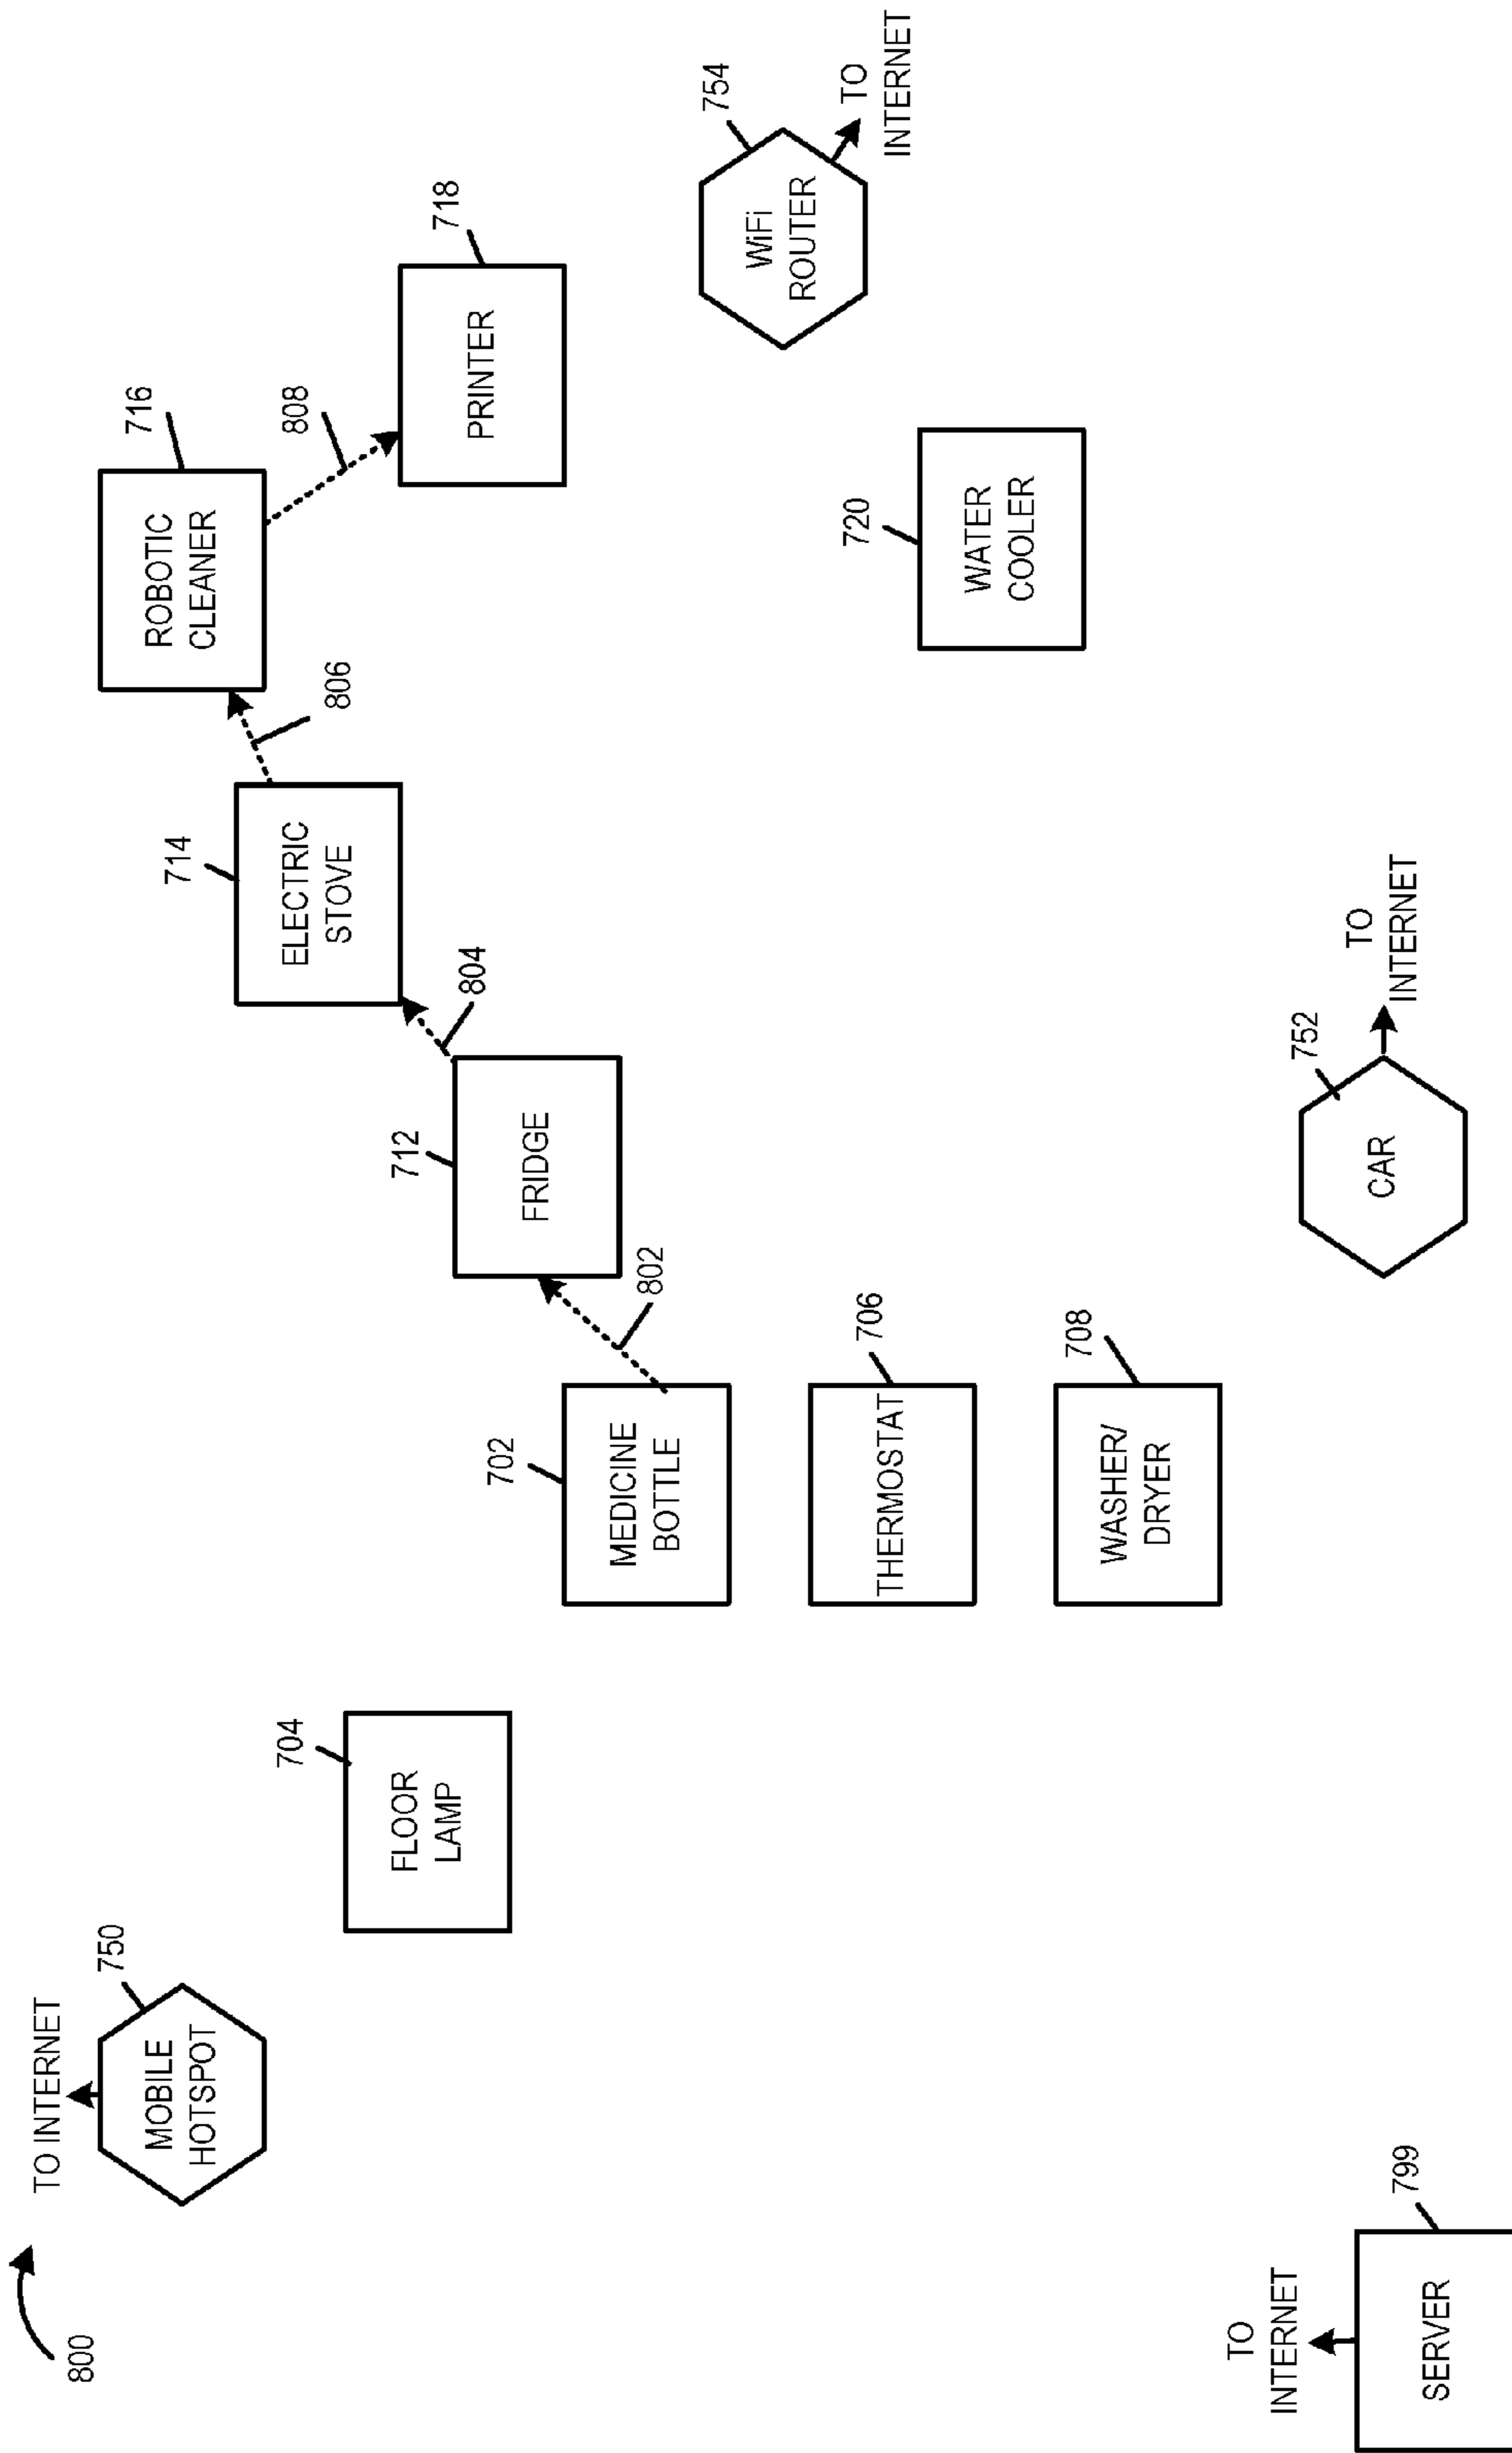 800
TO INTERNET
750
MOBILE
HOTSPOT
704
FLOOR
LAMP
702
MEDICINE
BOTTLE
802
712
FRIDGE
804
714
ELECTRIC
STOVE
806
716
ROBOTIC
CLEANER
808
718
PRINTER
754
WiFi
ROUTER
TO
INTERNET
720
WATER
COOLER
706
THERMOSTAT
708
WASHER/
DRYER
752
CAR
TO
INTERNET
TO
INTERNET
799
SERVER